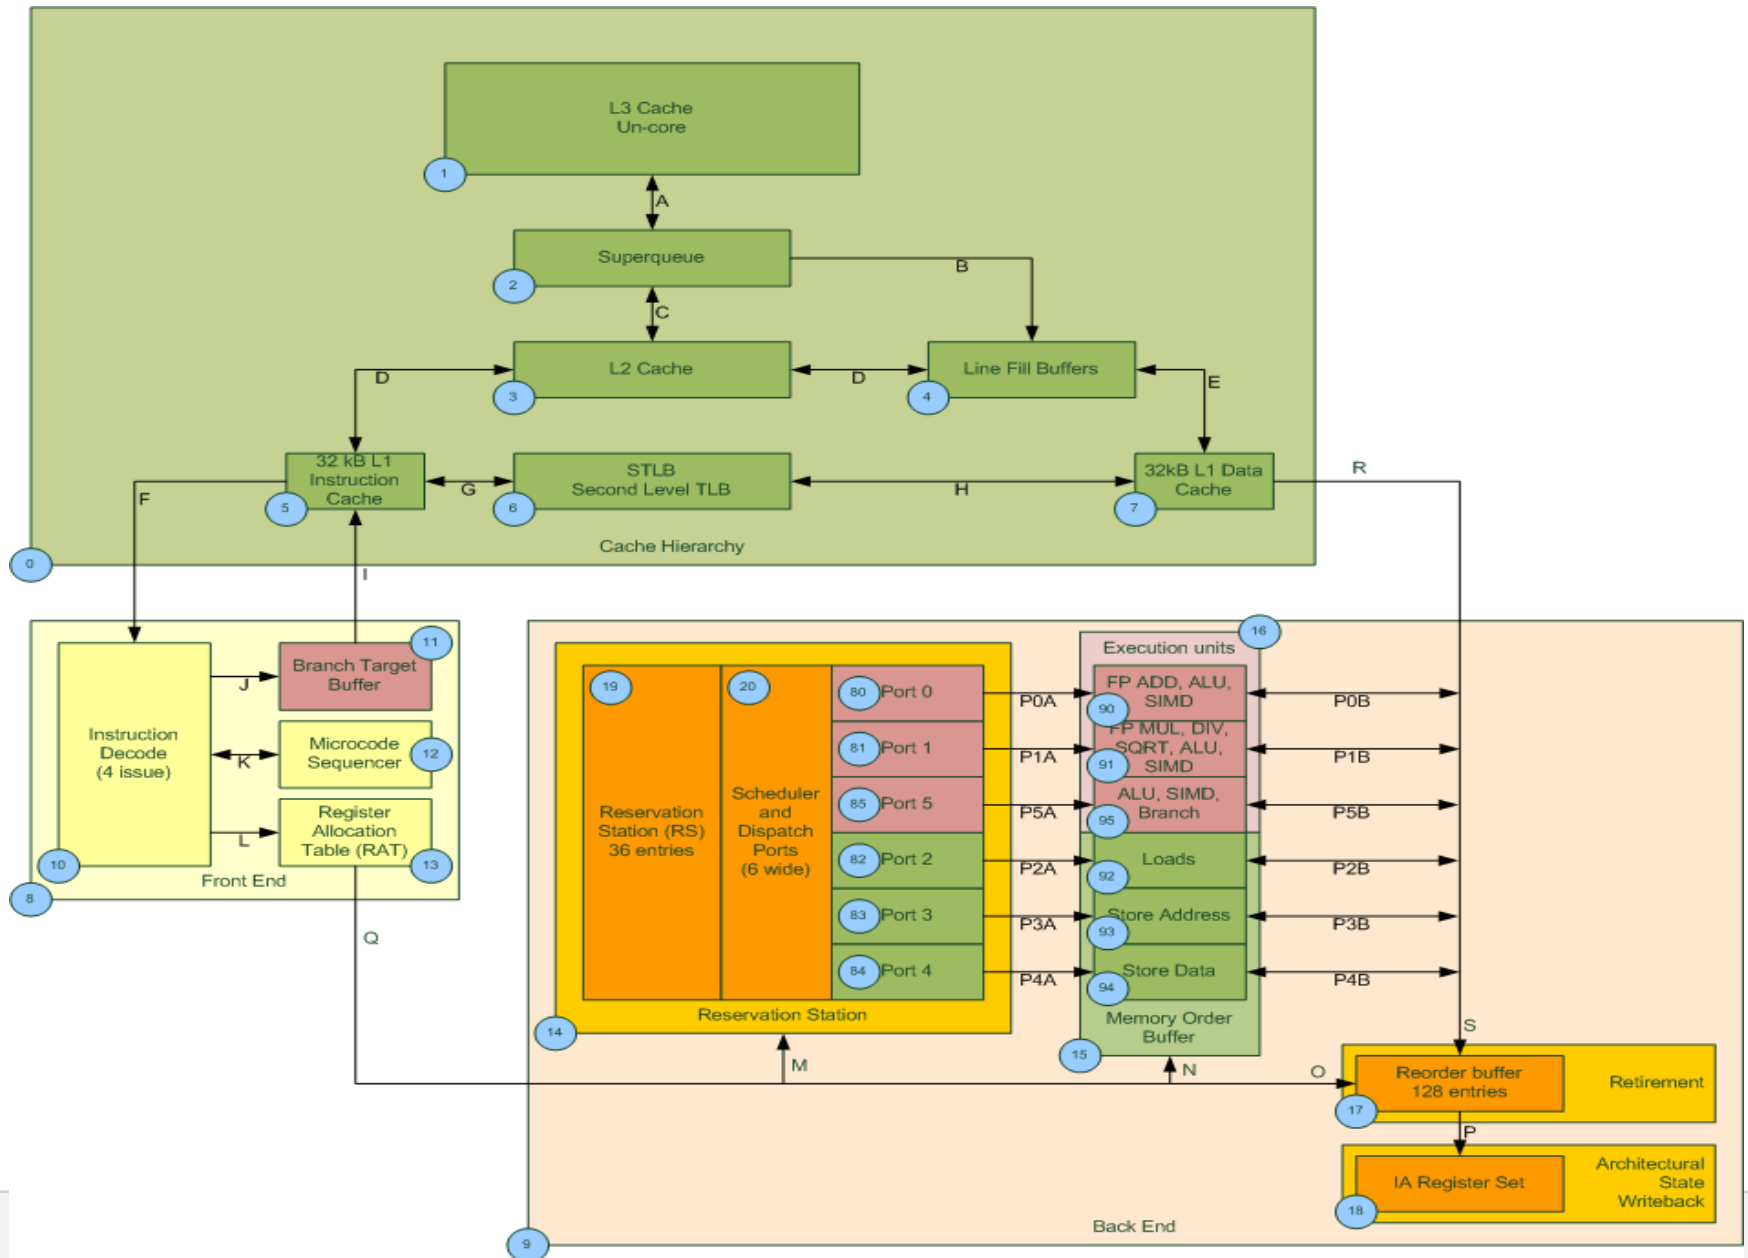 L3 Cache
Un-core
1
A
Superqueue
2
B
C
L2 Cache
3
D
D
Line Fill Buffers
4
E
32 kB L1
Instruction
Cache
5
G
STLB
Second Level TLB
6
H
32kB L1 Data
Cache
7
R
F
Cache Hierarchy
0
I
11
Branch Target
Buffer
J
Instruction
Decode
(4 issue)
Microcode
Sequencer
12
K
Register
Allocation
Table (RAT)
L
10
13
Front End
8
Q
16
Execution units
19
20
Reservation
Station (RS)
36 entries
Scheduler
and
Dispatch
Ports
(6 wide)
80
Port 0
P0A
FP ADD, ALU,
SIMD
90
P0B
81
Port 1
P1A
FP MUL, DIV,
SQRT, ALU,
SIMD
91
P1B
85
Port 5
P5A
ALU, SIMD,
Branch
95
P5B
82
Port 2
P2A
Loads
92
P2B
83
Port 3
P3A
Store Address
93
P3B
84
Port 4
P4A
Store Data
94
P4B
Reservation Station
14
Memory Order
Buffer
15
M
N
O
S
Reorder buffer
128 entries
Retirement
17
P
IA Register Set
Architectural
State
Writeback
18
Back End
9